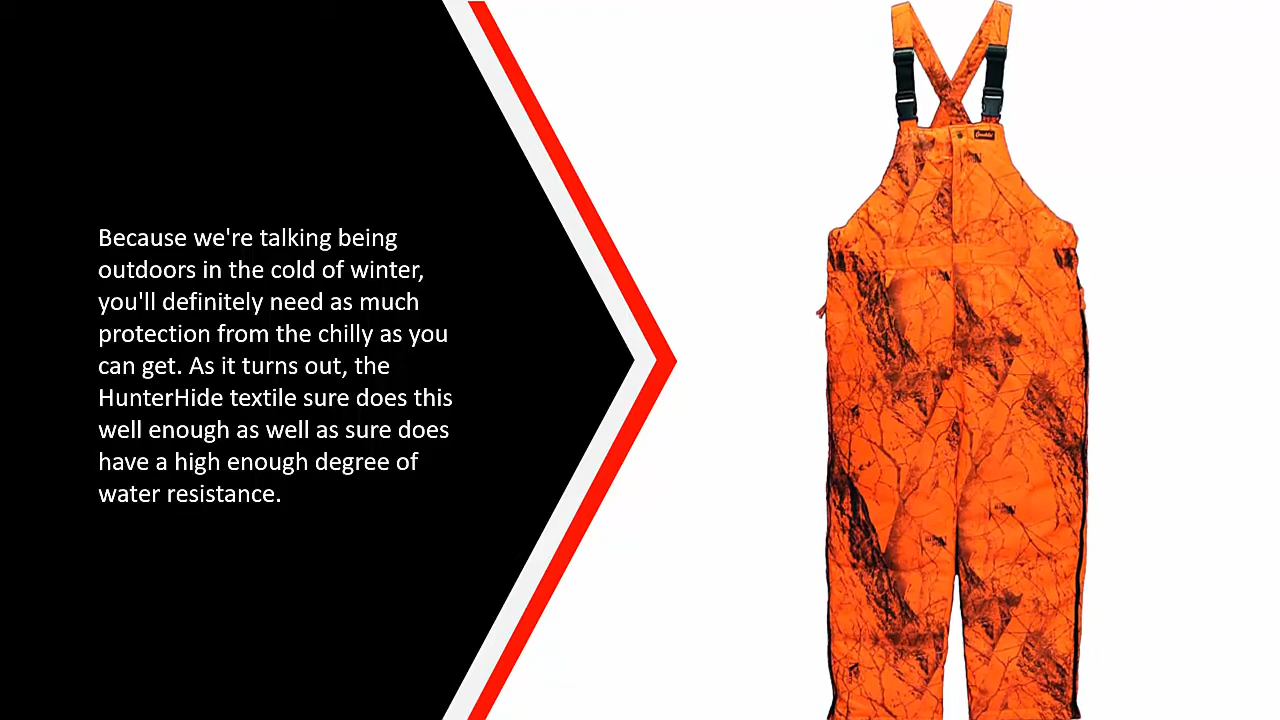 Because we're talking being
outdoors in the cold of winter,
you'll definitely need as much
protection from the chilly as you
can get. As it turns out, the
HunterHide textile sure does this
well enough as well as sure does
have a high enough degree of
water resistance.